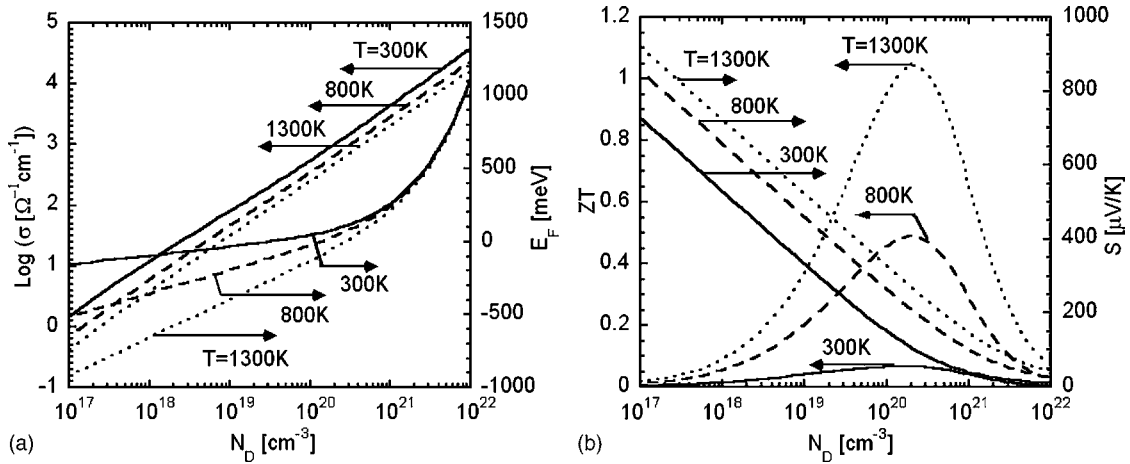 5
4
3
2
1
0
-1
Log (σ [Ω⁻¹cm⁻¹])
1500
1000
500
0
-500
-1000
E_F [meV]
T=300K
800K
1300K
300K
800K
T=1300K
10¹⁷ 10¹⁸ 10¹⁹ 10²⁰ 10²¹ 10²²
(a) N_D [cm⁻³]
1.2
1
0.8
0.6
0.4
0.2
0
ZT
1000
800
600
400
200
0
S [µV/K]
T=1300K
T=1300K
800K
300K
800K
300K
10¹⁷ 10¹⁸ 10¹⁹ 10²⁰ 10²¹ 10²²
(b) N_D [cm⁻³]